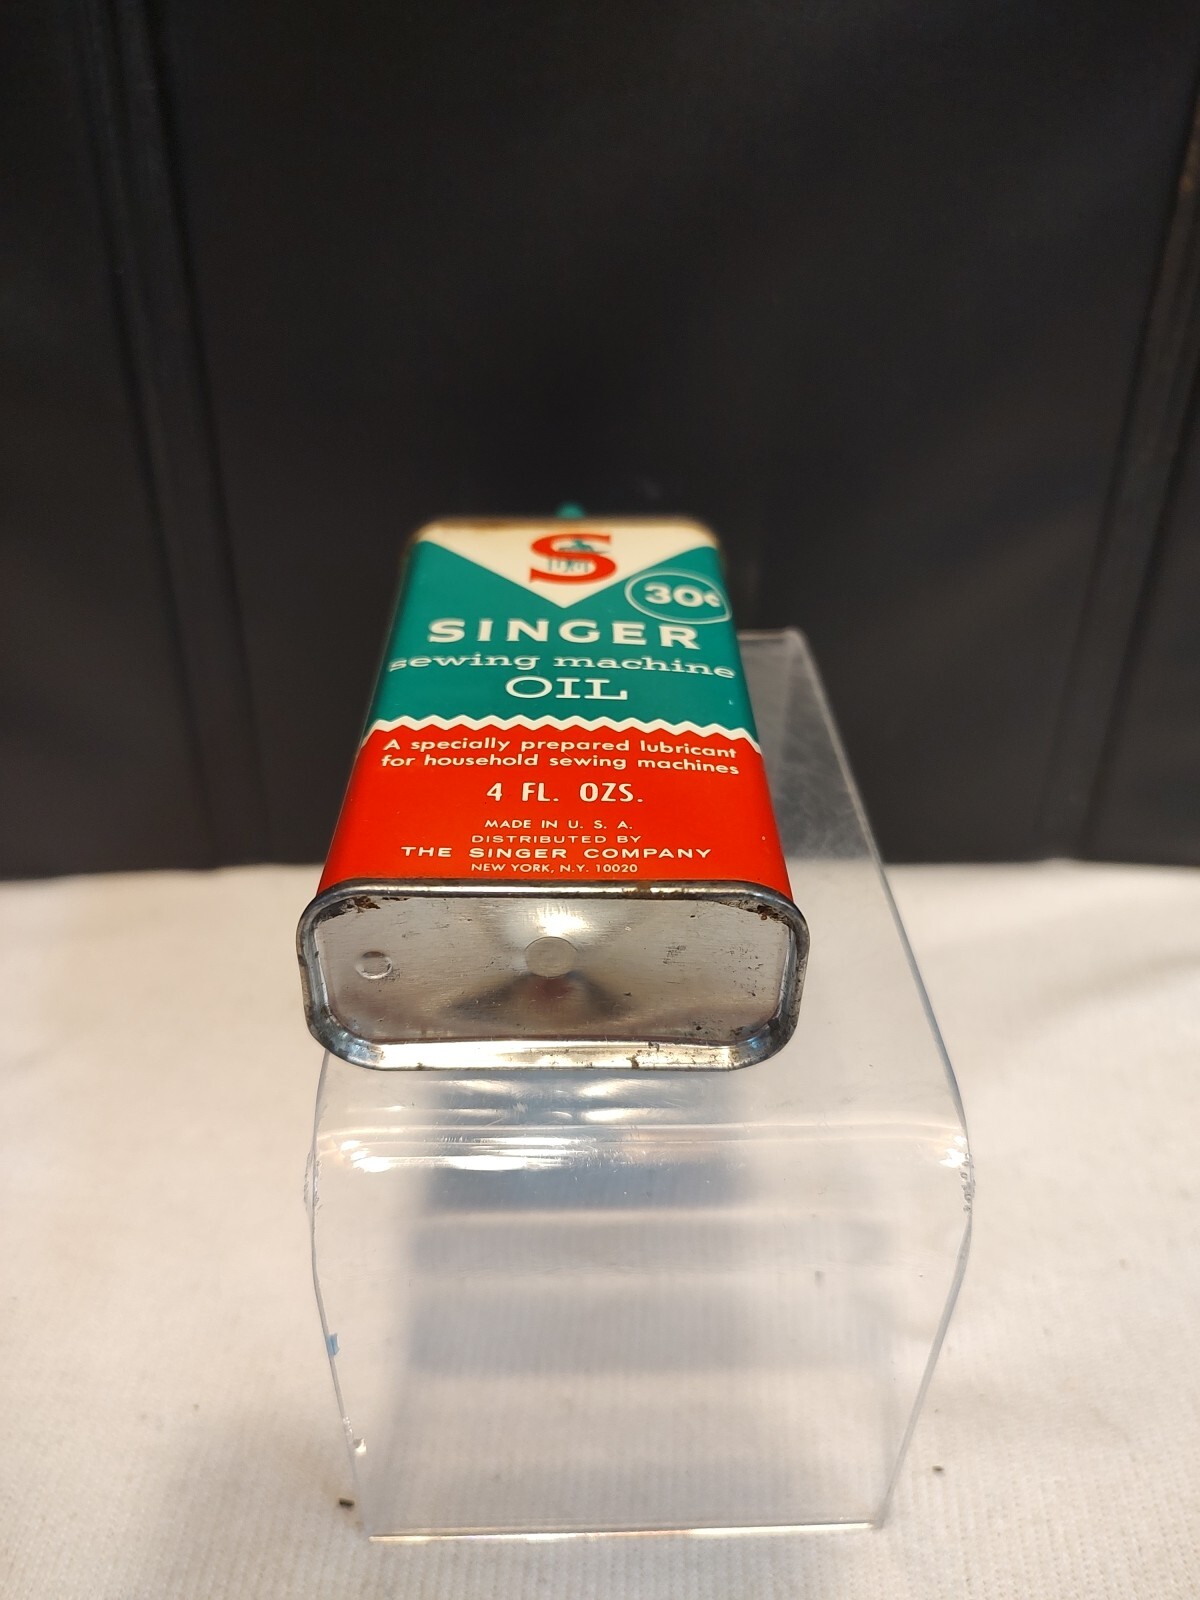 S
30¢
SINGER
sewing machine
OIL
A specially prepared lubricant
for household sewing machines
4 FL. OZS.
MADE IN U. S. A.
DISTRIBUTED BY
THE SINGER COMPANY
NEW YORK, N.Y. 10020